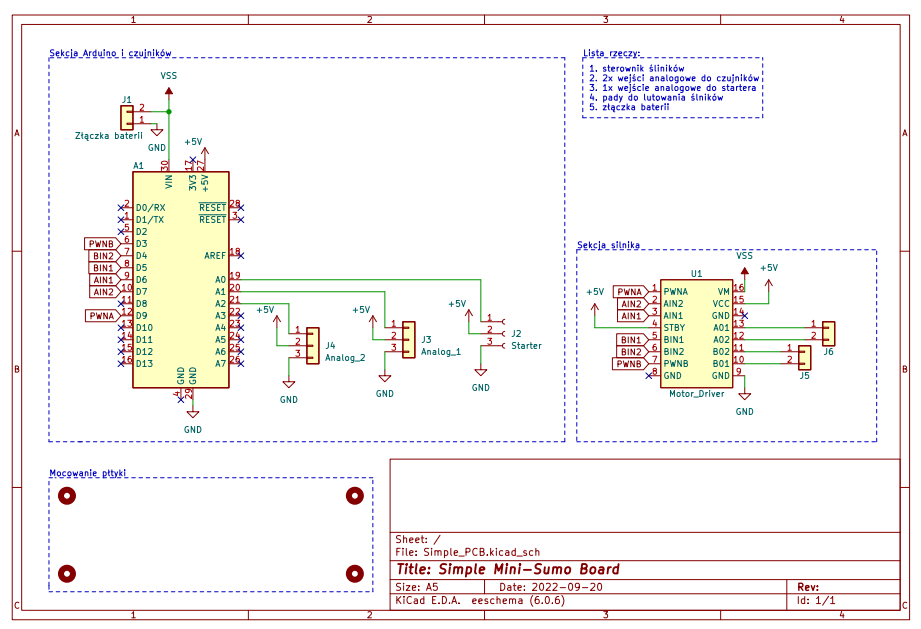 1 2 3 4
A
B
C
Sekcja Arduino i czujników
VSS
J1
2
1
Złączka baterii
GND
+5V
A1
30
17
27
VIN
3V3
+5V
2 D0/RX
1 D1/TX
5 D2
PWNB 6 D3
BIN2 7 D4
BIN1 8 D5
AIN1 9 D6
AIN2 10 D7
11 D8
PWNA 12 D9
13 D10
14 D11
15 D12
16 D13
RESET 28
RESET 3
AREF 18
A0 19
A1 20
A2 21
A3 22
A4 23
A5 24
A6 25
A7 26
GND
GND
4
29
GND
+5V
1
2
3
J4
Analog_2
GND
+5V
1
2
3
J3
Analog_1
GND
+5V
1
2
3
J2
Starter
GND
Lista rzeczy:
1. sterownik ślników
2. 2x wejści analogowe do czujników
3. 1x wejście analogowe do startera
4. pady do lutowania ślników
5. złączka baterii
Sekcja silnika
VSS
+5V
+5V
U1
PWNA 1 PWNA
AIN2 2 AIN2
AIN1 3 AIN1
4 STBY
BIN1 5 BIN1
BIN2 6 BIN2
PWNB 7 PWNB
8 GND
VM 16
VCC 15
GND 14
AO1 13
AO2 12
BO2 11
BO1 10
GND 9
Motor_Driver
1
2
J6
1
2
J5
GND
Mocowanie płtyki
Sheet: /
File: Simple_PCB.kicad_sch
Title: Simple Mini-Sumo Board
Size: A5 Date: 2022-09-20 Rev:
KiCad E.D.A. eeschema (6.0.6) Id: 1/1
A
B
C
1 2 3 4